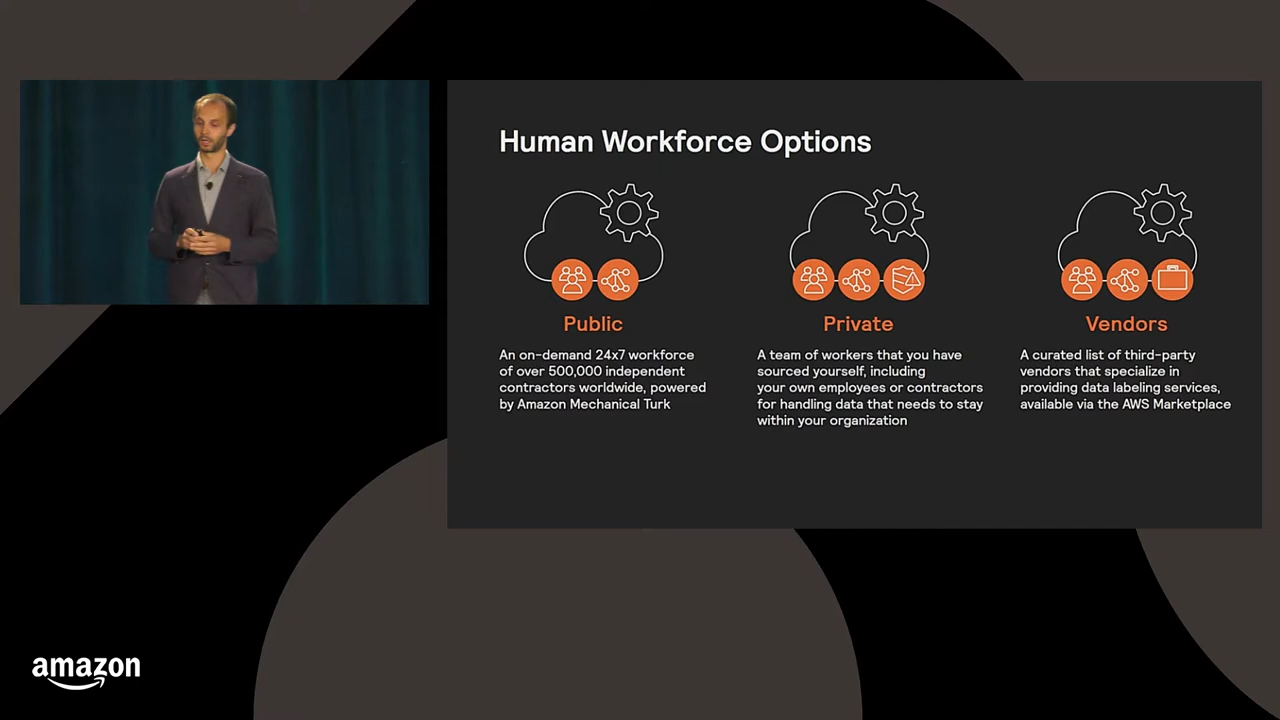 Human Workforce Options
Public
An on-demand 24x7 workforce
of over 500,000 independent
contractors worldwide, powered
by Amazon Mechanical Turk
Private
A team of workers that you have
sourced yourself, including
your own employees or contractors
for handling data that needs to stay
within your organization
Vendors
A curated list of third-party
vendors that specialize in
providing data labeling services,
available via the AWS Marketplace
amazon